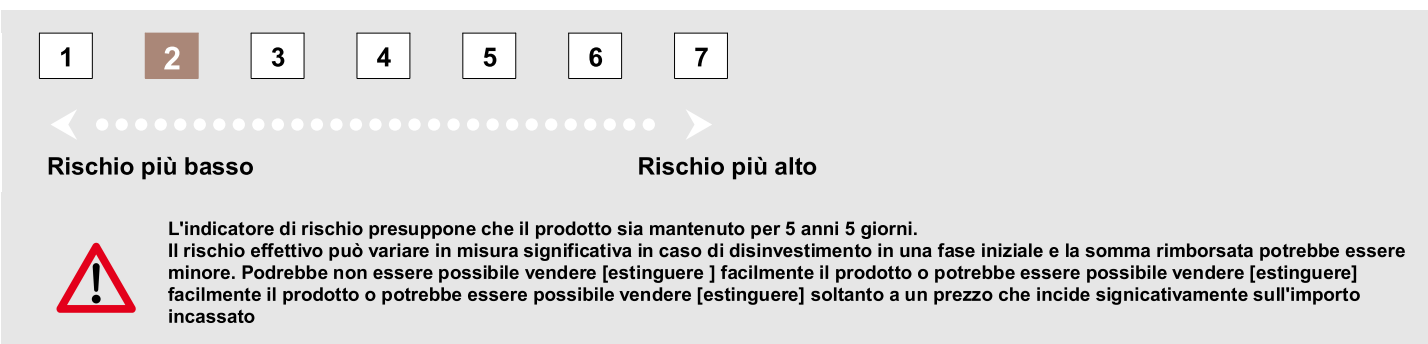 1 2 3 4 5 6 7
Rischio più basso Rischio più alto
L'indicatore di rischio presuppone che il prodotto sia mantenuto per 5 anni 5 giorni.
Il rischio effettivo può variare in misura significativa in caso di disinvestimento in una fase iniziale e la somma rimborsata potrebbe essere
minore. Podrebbe non essere possibile vendere [estinguere ] facilmente il prodotto o potrebbe essere possibile vendere [estinguere]
facilmente il prodotto o potrebbe essere possibile vendere [estinguere] soltanto a un prezzo che incide signicativamente sull'importo
incassato